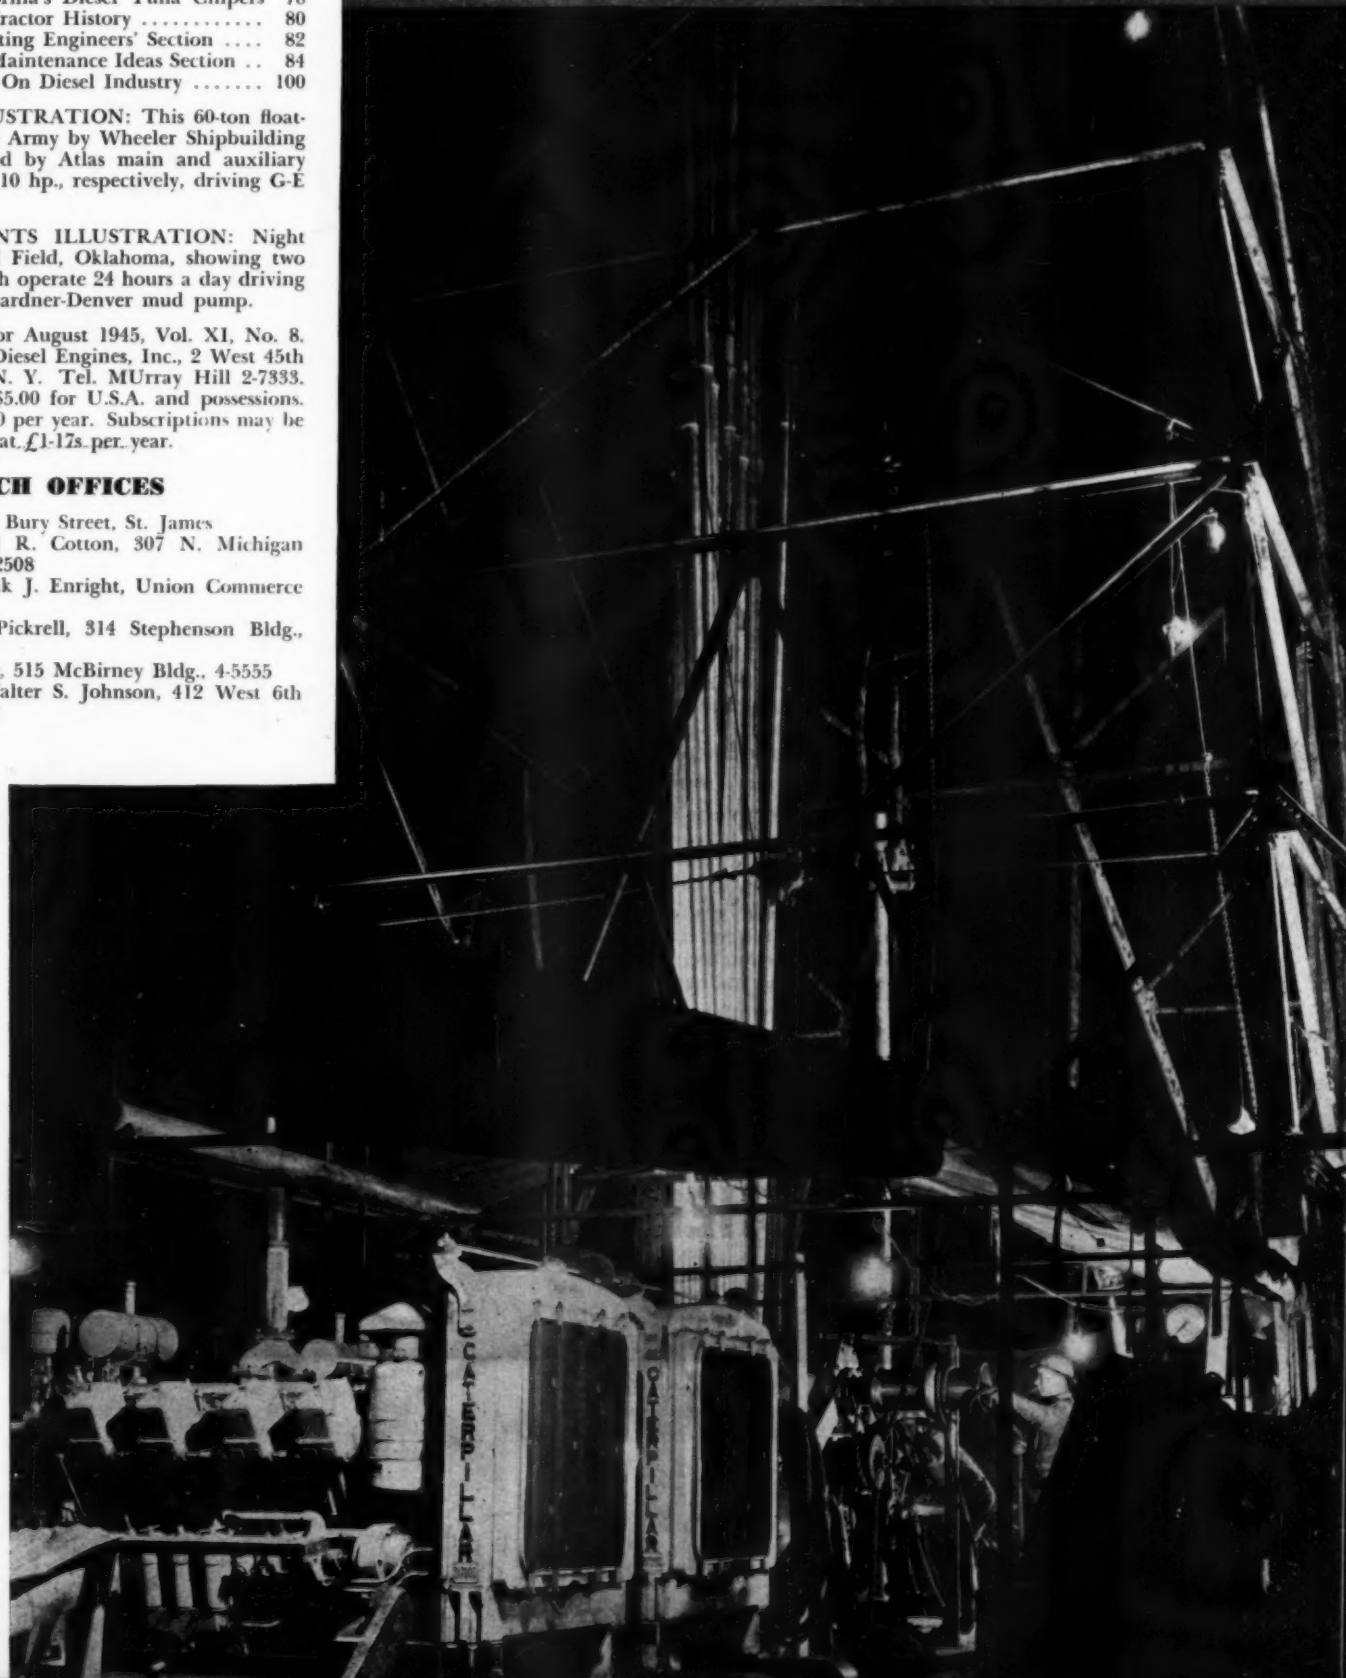 Diesel Tuna Clipers 78
ractor History ............ 80
ting Engineers' Section .... 82
Maintenance Ideas Section .. 84
On Diesel Industry ....... 100
USTRATION: This 60-ton float-
Army by Wheeler Shipbuilding
d by Atlas main and auxiliary
10 hp., respectively, driving G-E
NTS ILLUSTRATION: Night
Field, Oklahoma, showing two
h operate 24 hours a day driving
ardner-Denver mud pump.
or August 1945, Vol. XI, No. 8.
Diesel Engines, Inc., 2 West 45th
N. Y. Tel. MUrray Hill 2-7333.
$5.00 for U.S.A. and possessions.
0 per year. Subscriptions may be
at £1-17s. per year.
CH OFFICES
Bury Street, St. James
R. Cotton, 307 N. Michigan
2508
k J. Enright, Union Commerce
Pickrell, 314 Stephenson Bldg.,
, 515 McBirney Bldg., 4-5555
alter S. Johnson, 412 West 6th
CATERPILLAR
CATERPILLAR